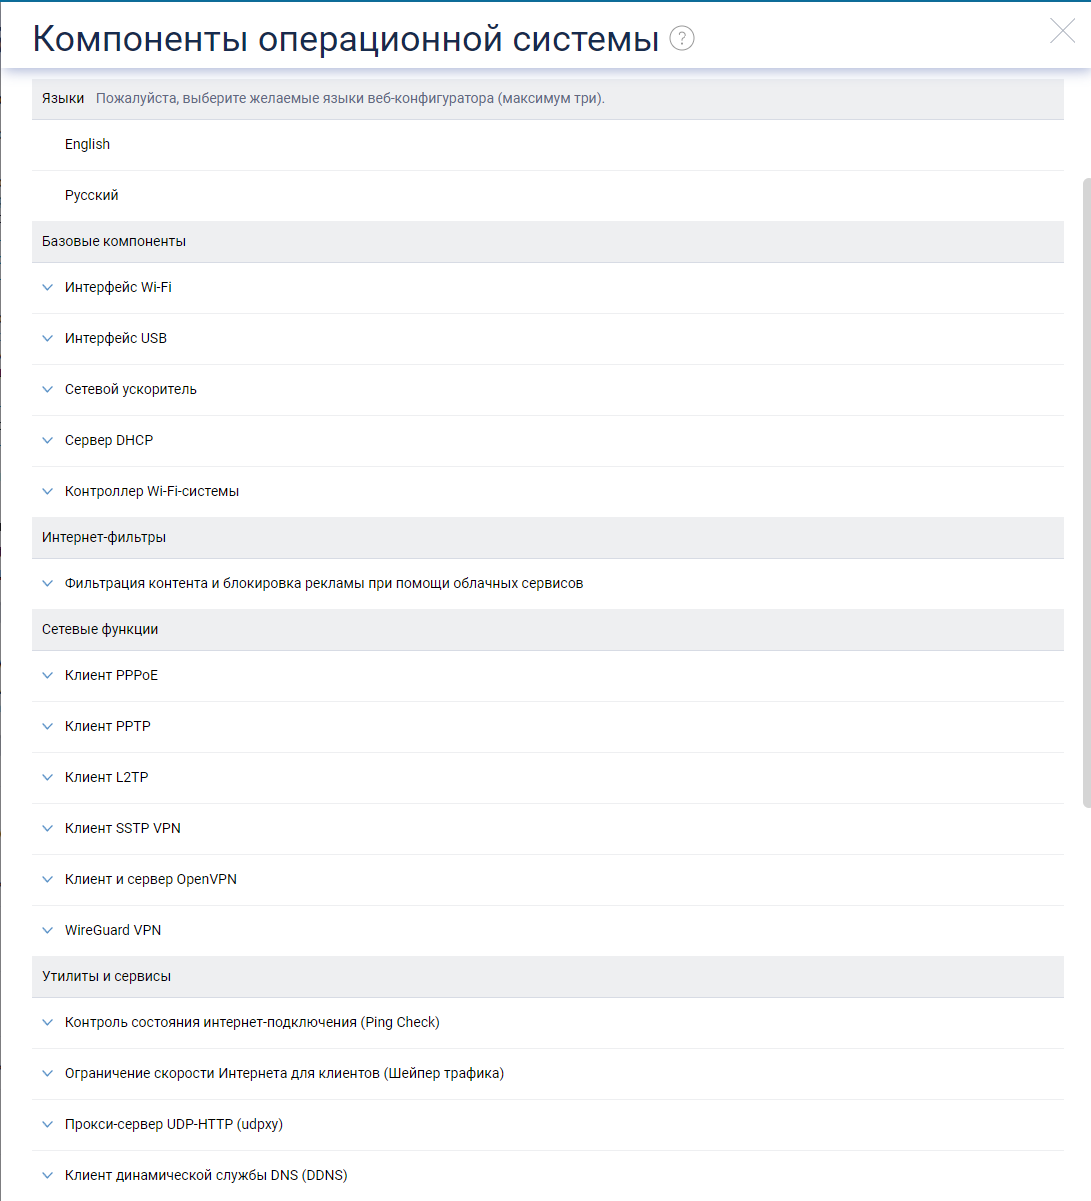 Компоненты операционной системы ?
Языки Пожалуйста, выберите желаемые языки веб-конфигуратора (максимум три).
English
Русский
Базовые компоненты
Интерфейс Wi-Fi
Интерфейс USB
Сетевой ускоритель
Сервер DHCP
Контроллер Wi-Fi-системы
Интернет-фильтры
Фильтрация контента и блокировка рекламы при помощи облачных сервисов
Сетевые функции
Клиент PPPoE
Клиент PPTP
Клиент L2TP
Клиент SSTP VPN
Клиент и сервер OpenVPN
WireGuard VPN
Утилиты и сервисы
Контроль состояния интернет-подключения (Ping Check)
Ограничение скорости Интернета для клиентов (Шейпер трафика)
Прокси-сервер UDP-HTTP (udpxy)
Клиент динамической службы DNS (DDNS)